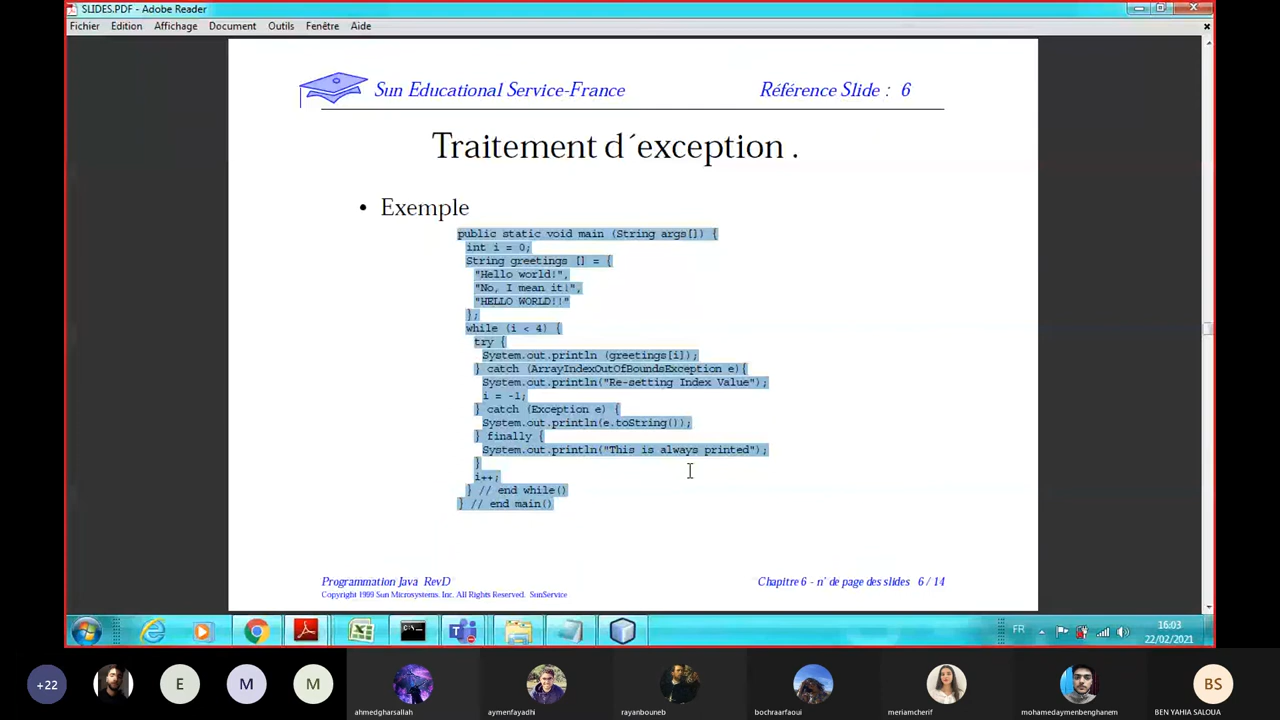 SLIDES.PDF - Adobe Reader
Fichier Edition Affichage Document Outils Fenêtre Aide
Sun Educational Service-France Référence Slide : 6
Traitement d´exception .
• Exemple
public static void main (String args[]) {
int i = 0;
String greetings [] = {
"Hello world!",
"No, I mean it!",
"HELLO WORLD!!"
};
while (i < 4) {
try {
System.out.println (greetings[i]);
} catch (ArrayIndexOutOfBoundsException e){
System.out.println("Re-setting Index Value");
i = -1;
} catch (Exception e) {
System.out.println(e.toString());
} finally {
System.out.println("This is always printed");
}
i++;
} // end while()
} // end main()
Programmation Java RevD Chapitre 6 - n° de page des slides 6 / 14
Copyright 1999 Sun Microsystems. Inc. All Rights Reserved. SunService
FR 16:03
22/02/2021
+22 E M M BS
ahmedgharsallah aymenfayadhi rayanbouneb bochraarfaoui meriamcherif mohamedaymenbenghanem BEN YAHIA SALOUA